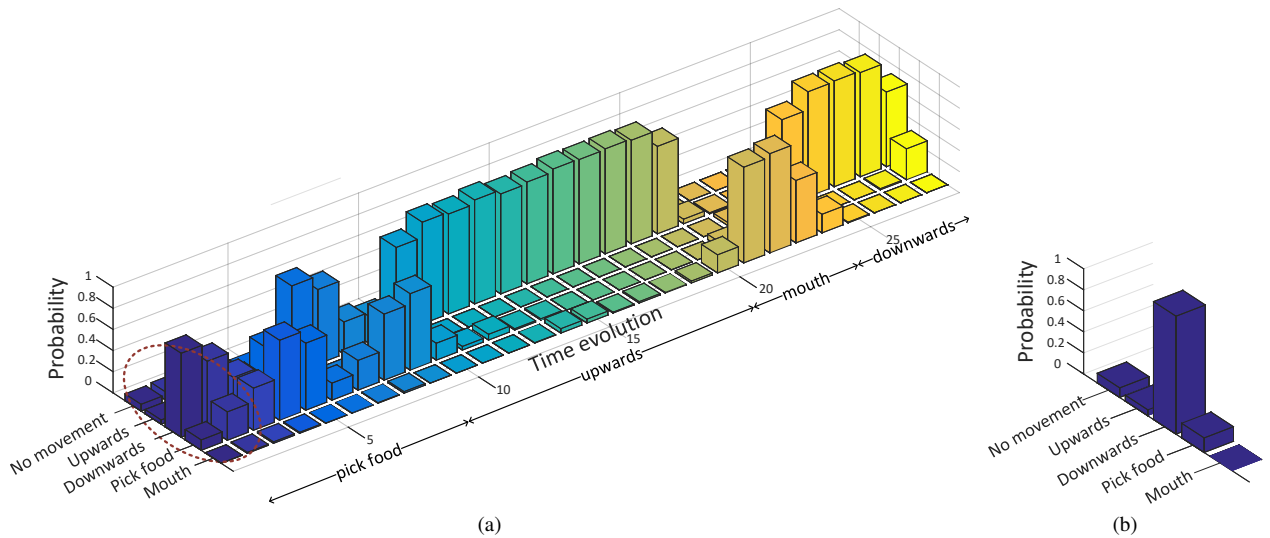 Probability
1
0.8
0.6
0.4
0.2
0
No movement
Upwards
Downwards
Pick food
Mouth
5
10
15
20
25
Time evolution
pick food
upwards
mouth
downwards
(a)
Probability
1
0.8
0.6
0.4
0.2
0
No movement
Upwards
Downwards
Pick food
Mouth
(b)